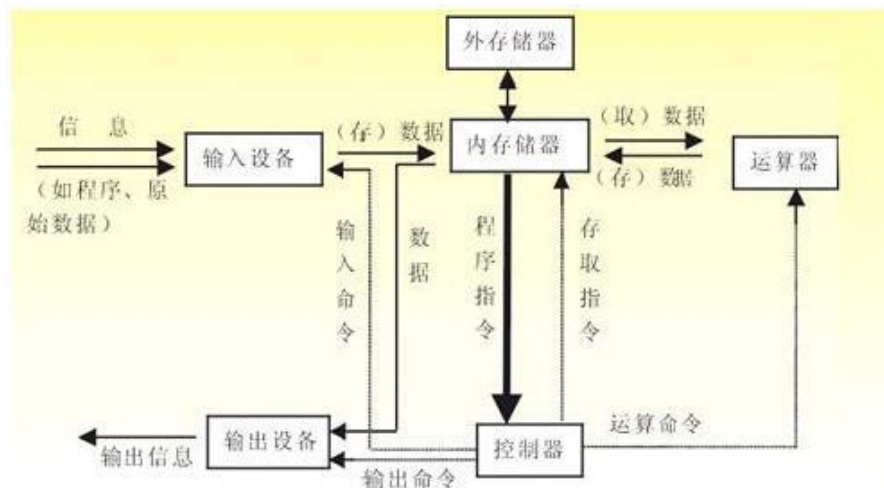 外存储器
信 息
（存）数据
（取）数据
输入设备
内存储器
运算器
（如程序、原
始数据）
（存）数据
输入命令
数据
程序指令
存取指令
输出设备
控制器
运算命令
输出信息
输出命令